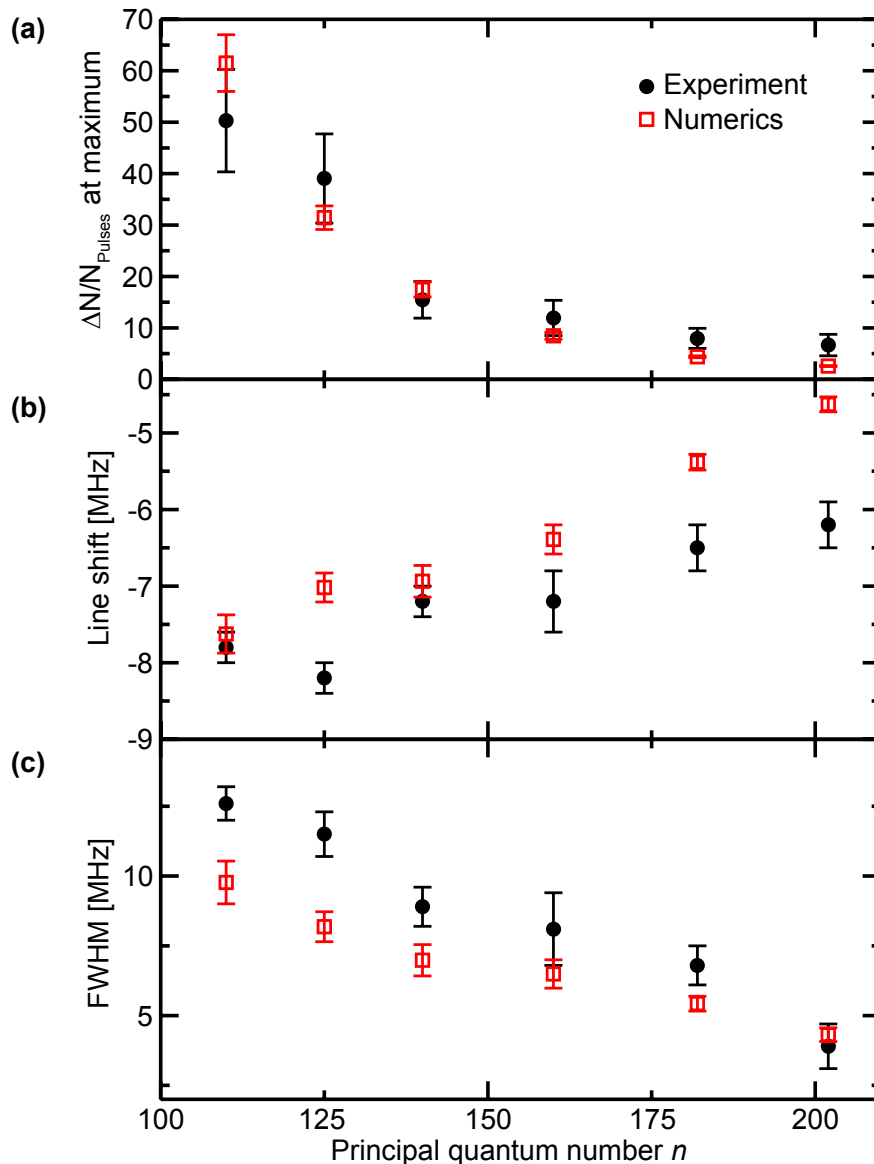 (a)
70
60
50
40
30
20
10
0
ΔN/N_Pulses at maximum
Experiment
Numerics
(b)
-5
-6
-7
-8
-9
Line shift [MHz]
(c)
10
5
FWHM [MHz]
100 125 150 175 200
Principal quantum number n